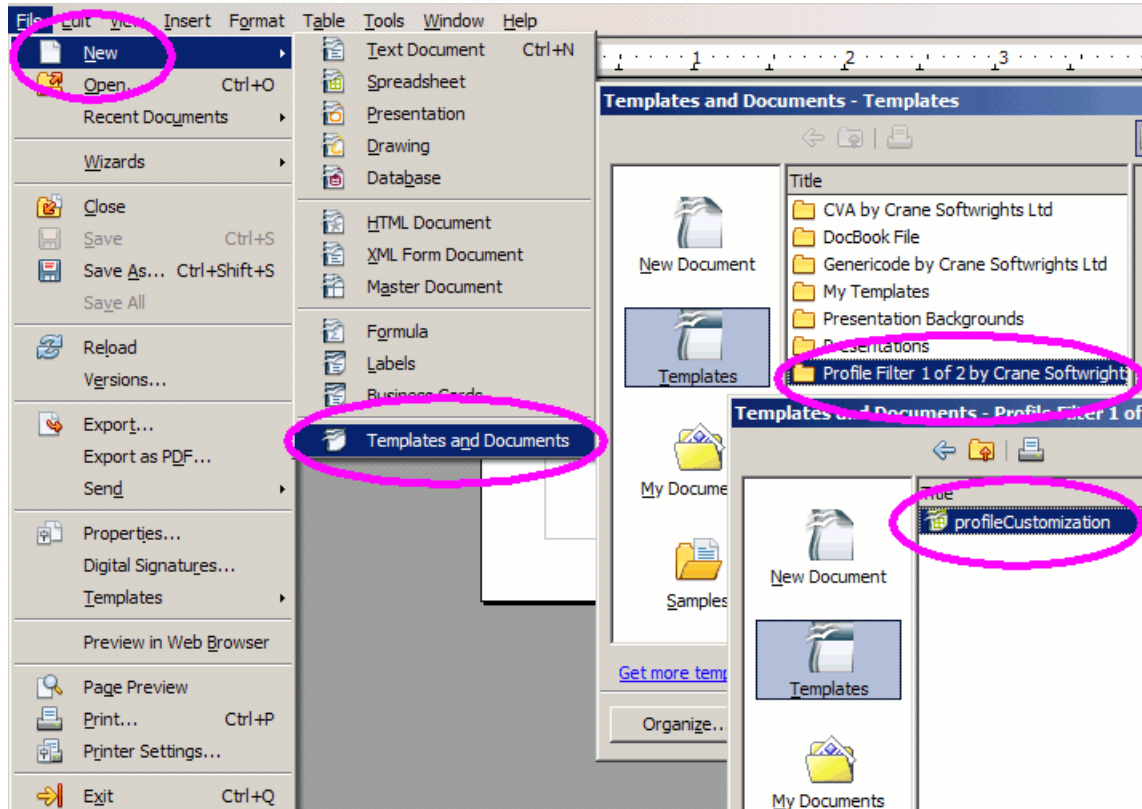 File Edit View Insert Format Table Tools Window Help
New
Open... Ctrl+O
Recent Documents
Wizards
Close
Save Ctrl+S
Save As... Ctrl+Shift+S
Save All
Reload
Versions...
Export...
Export as PDF...
Send
Properties...
Digital Signatures...
Templates
Preview in Web Browser
Page Preview
Print... Ctrl+P
Printer Settings...
Exit Ctrl+Q
Text Document Ctrl+N
Spreadsheet
Presentation
Drawing
Database
HTML Document
XML Form Document
Master Document
Formula
Labels
Business Cards
Templates and Documents
1 2 3
Templates and Documents - Templates
New Document
Templates
My Docume
Samples
Get more temp
Organize..
Title
CVA by Crane Softwrights Ltd
DocBook File
Genericode by Crane Softwrights Ltd
My Templates
Presentation Backgrounds
Presentations
Profile Filter 1 of 2 by Crane Softwrights
Templates and Documents - Profile Filter 1 of
New Document
Templates
My Documents
Title
profileCustomization